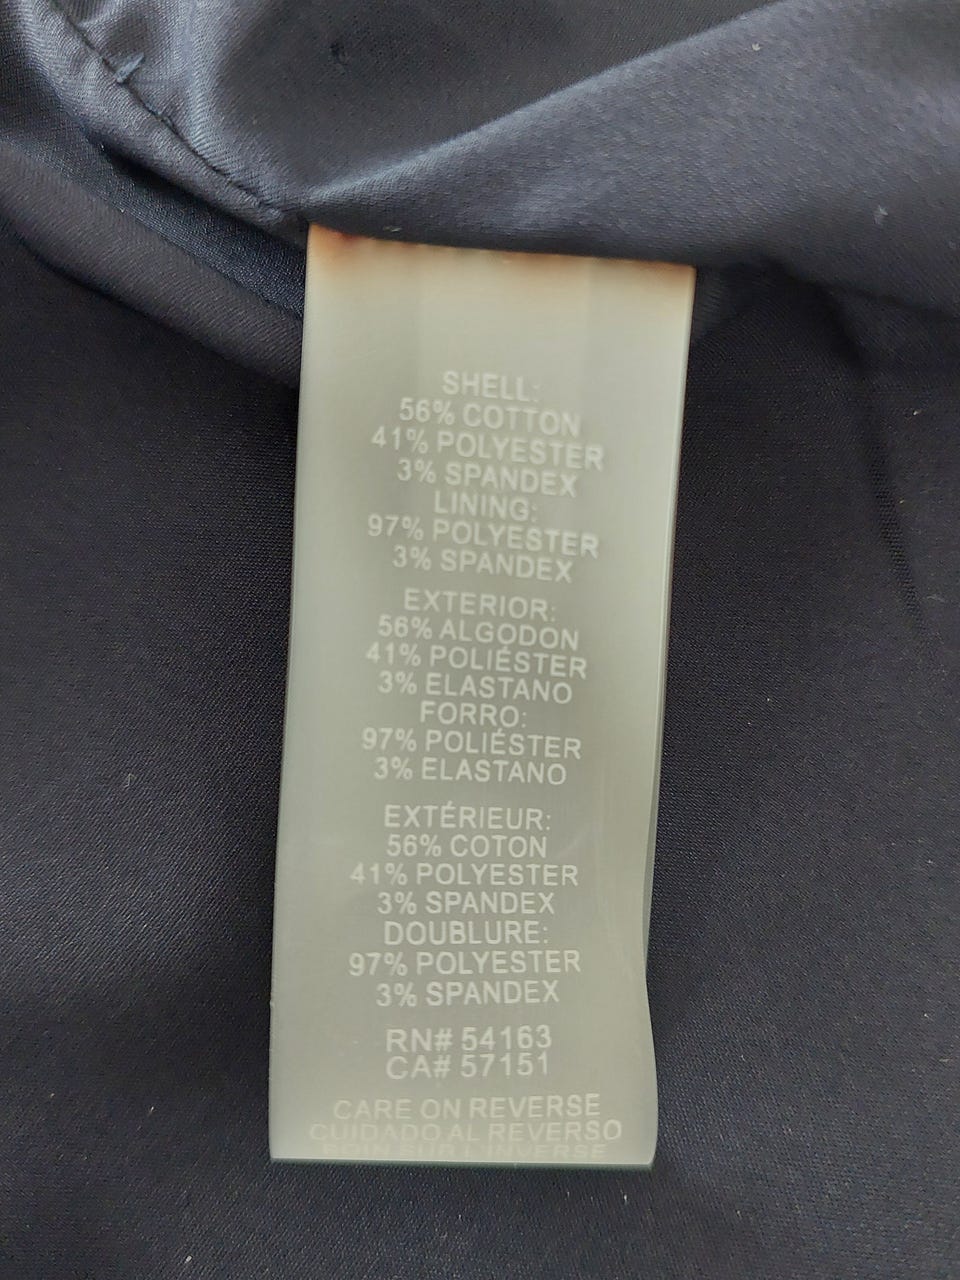 SHELL:
56% COTTON
41% POLYESTER
3% SPANDEX
LINING:
97% POLYESTER
3% SPANDEX
EXTERIOR:
56% ALGODON
41% POLIÉSTER
3% ELASTANO
FORRO:
97% POLIÉSTER
3% ELASTANO
EXTÉRIEUR:
56% COTON
41% POLYESTER
3% SPANDEX
DOUBLURE:
97% POLYESTER
3% SPANDEX
RN# 54163
CA# 57151
CARE ON REVERSE
CUIDADO AL REVERSO
L'INVERSE